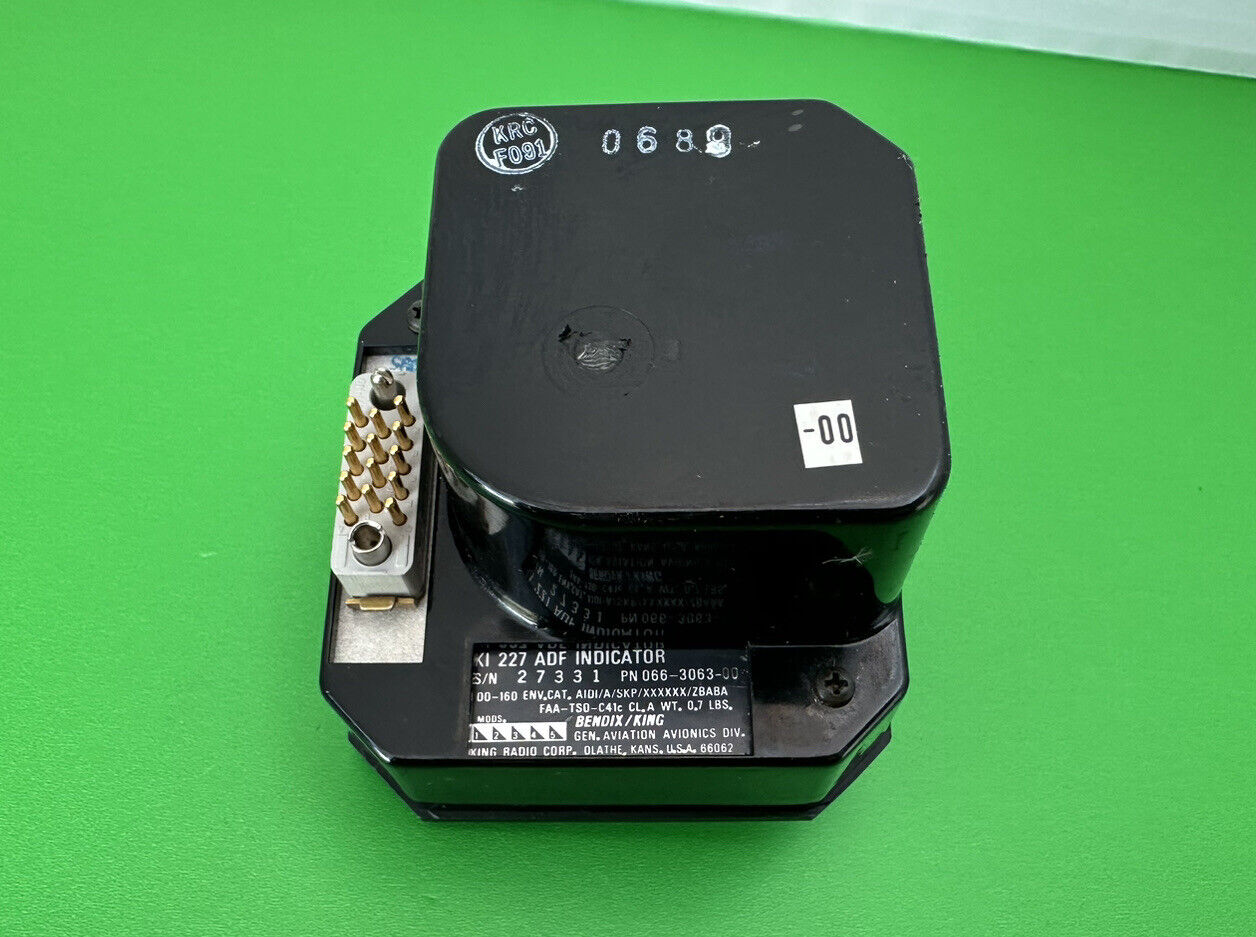 KRC
F091
068
-00
KI 227 ADF INDICATOR
S/N 27331 PN 066-3063-00
DO-160 ENV.CAT. AIDI/A/SKP/XXXXXX/ZBABA
FAA-TSO-C41c CL.A WT. 0.7 LBS.
MODS. BENDIX/KING
1 2 3 4 5 GEN. AVIATION AVIONICS DIV.
KING RADIO CORP. OLATHE, KANS. U.S.A. 66062